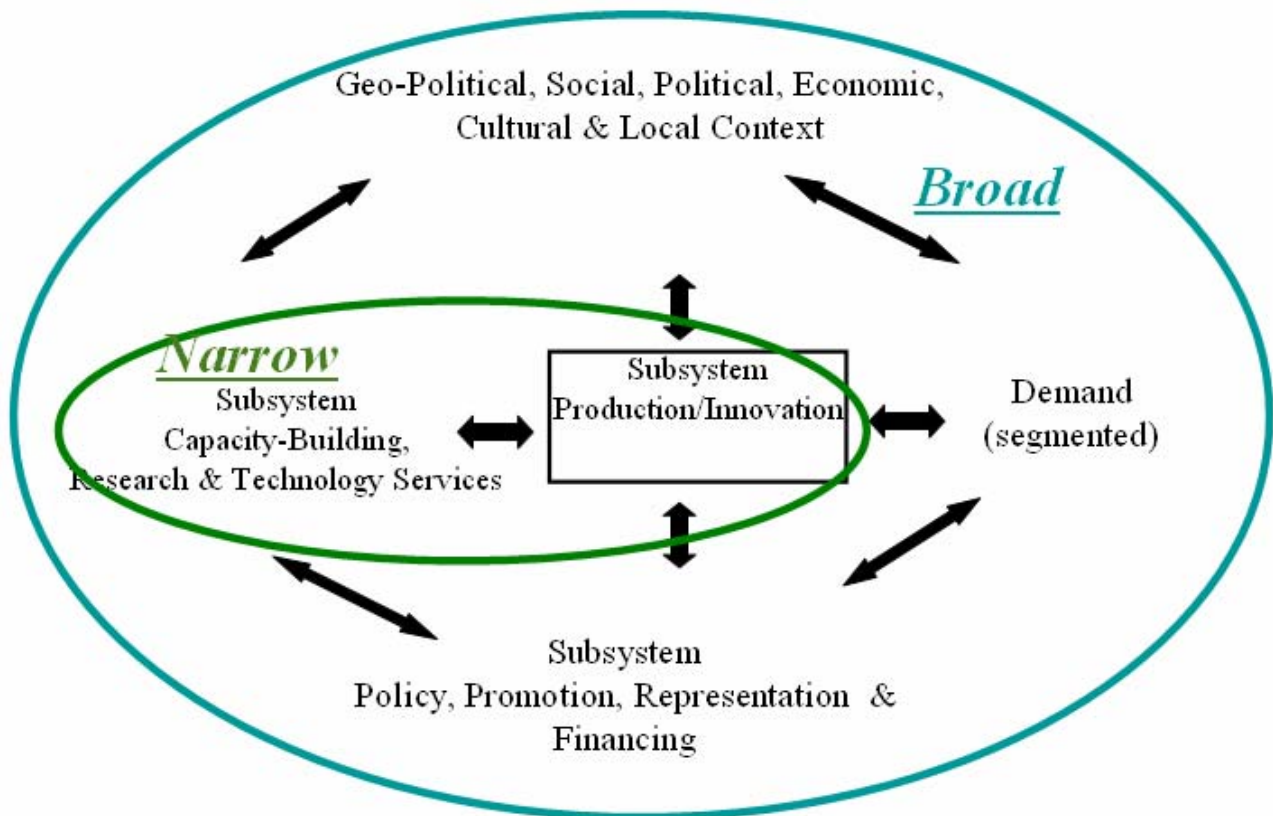 Geo-Political, Social, Political, Economic,
Cultural & Local Context
Broad
Narrow
Subsystem
Capacity-Building,
Research & Technology Services
Subsystem
Production/Innovation
Demand
(segmented)
Subsystem
Policy, Promotion, Representation &
Financing